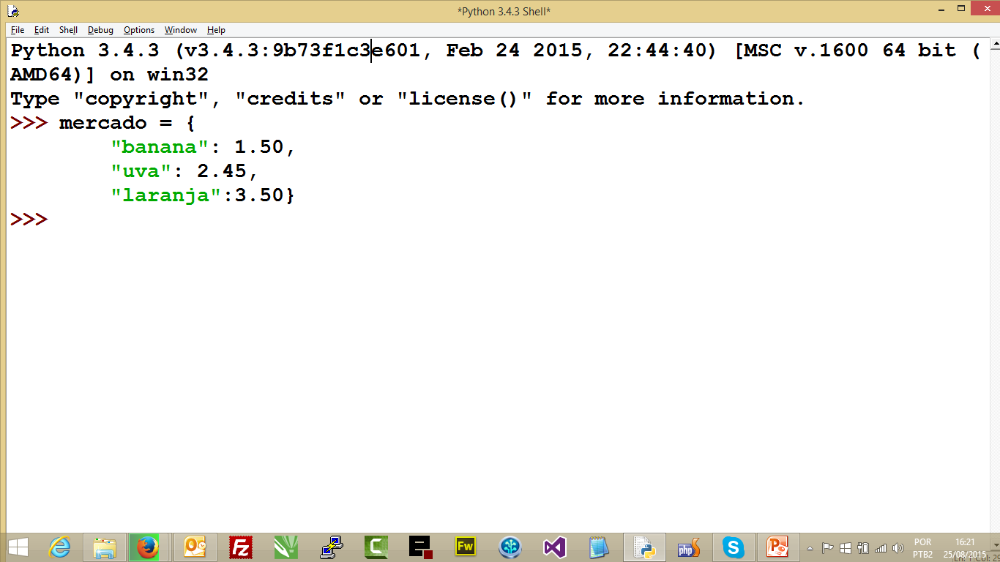 *Python 3.4.3 Shell*
File Edit Shell Debug Options Window Help
Python 3.4.3 (v3.4.3:9b73f1c3e601, Feb 24 2015, 22:44:40) [MSC v.1600 64 bit (
AMD64)] on win32
Type "copyright", "credits" or "license()" for more information.
>>> mercado = {
        "banana": 1.50,
        "uva": 2.45,
        "laranja":3.50}
>>>
Fz
Fw
php
POR 16:21
PTB2 25/08/2015